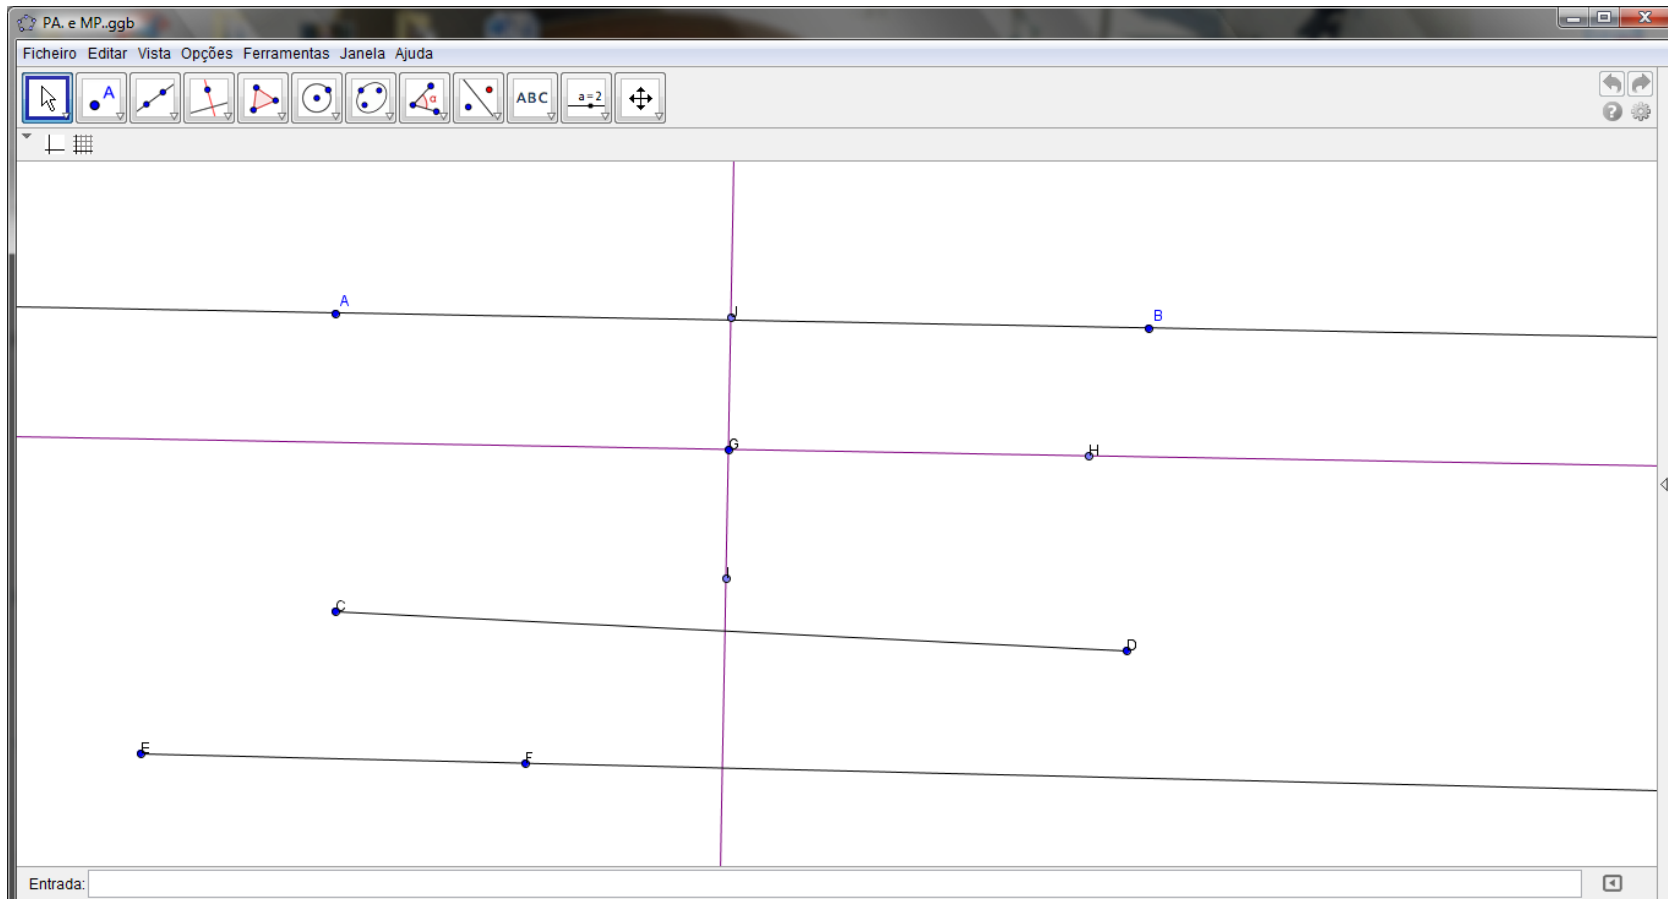 PA. e MP..ggb
Ficheiro Editar Vista Opções Ferramentas Janela Ajuda
A α ABC a=2
A J B
G H
I
C
D
E F
Entrada: